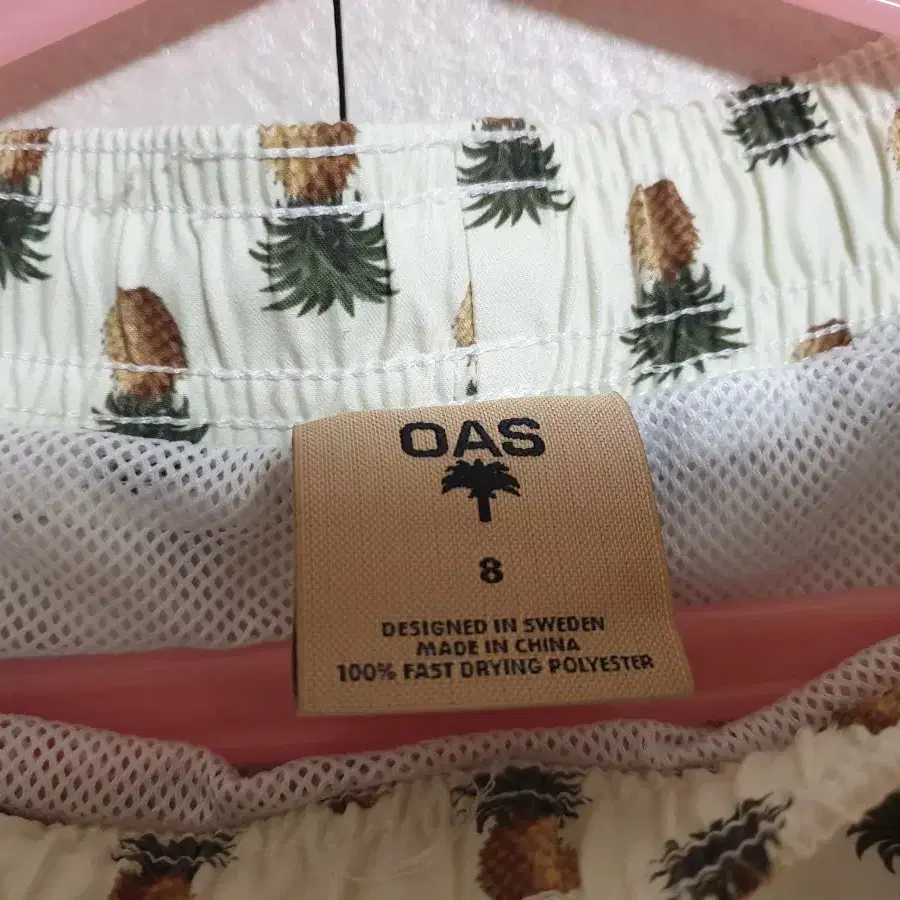 OAS
8
DESIGNED IN SWEDEN
MADE IN CHINA
100% FAST DRYING POLYESTER